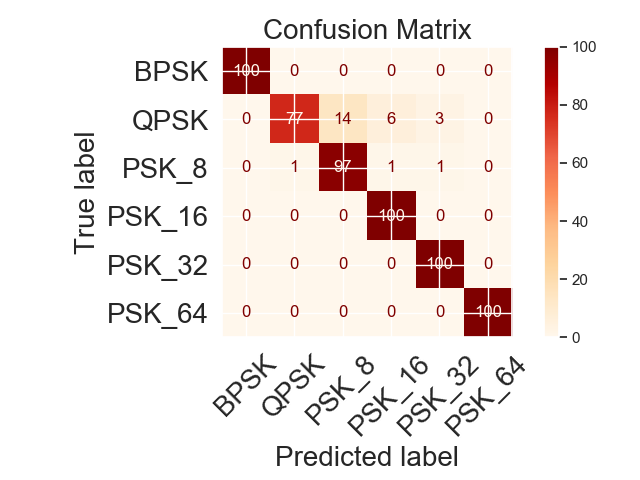 Confusion Matrix
True label
BPSK 100 0 0 0 0 0
QPSK 0 77 14 6 3 0
PSK_8 0 1 97 1 1 0
PSK_16 0 0 0 100 0 0
PSK_32 0 0 0 0 100 0
PSK_64 0 0 0 0 0 100
BPSK QPSK PSK_8 PSK_16 PSK_32 PSK_64
Predicted label
100
80
60
40
20
0